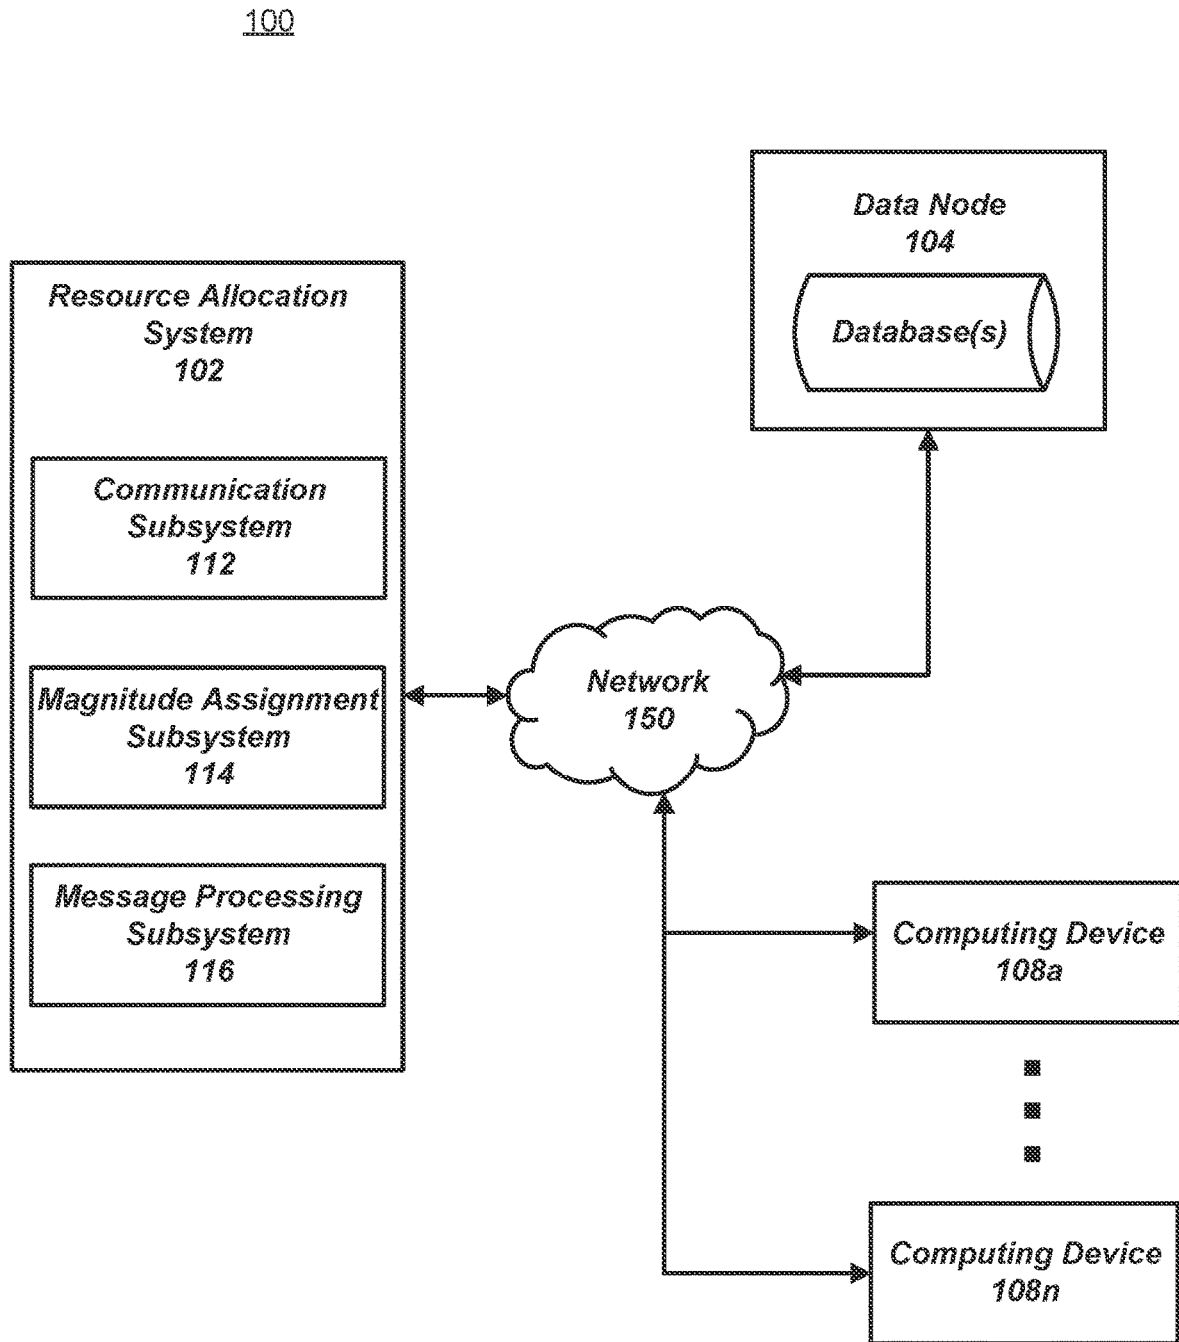 100
Data Node
104
Database(s)
Resource Allocation
System
102
Communication
Subsystem
112
Magnitude Assignment
Subsystem
114
Message Processing
Subsystem
116
Network
150
Computing Device
108a
Computing Device
108n